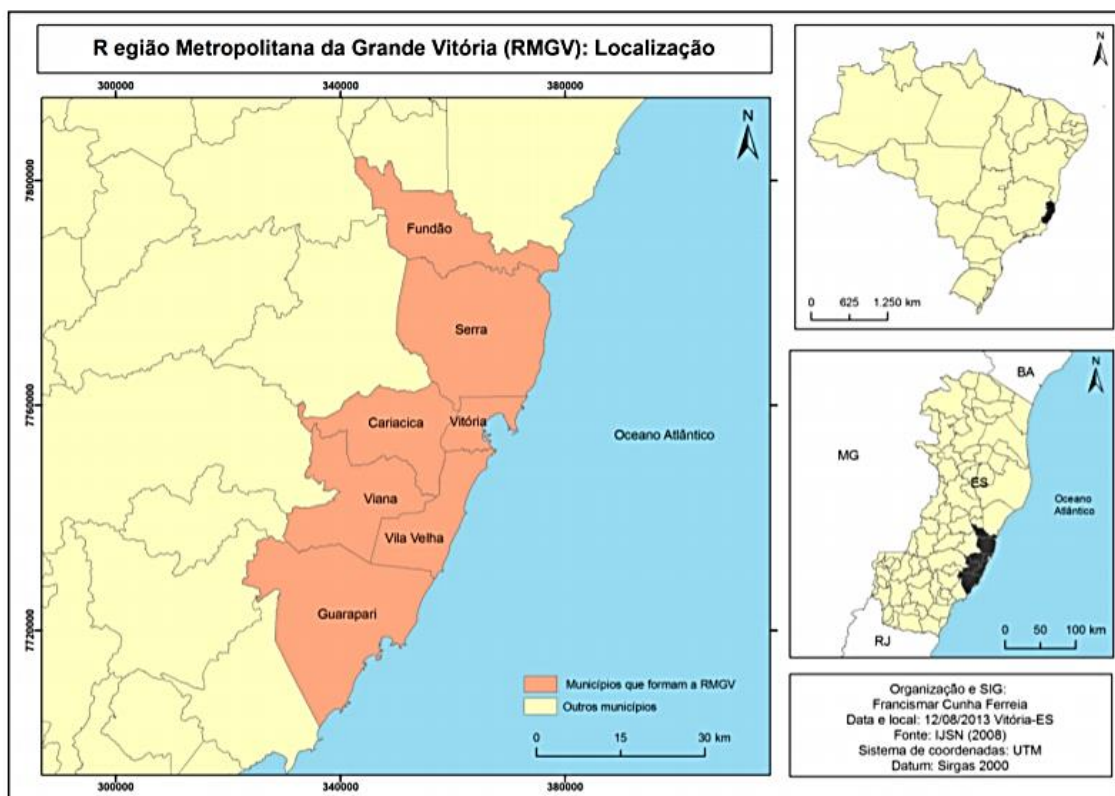 R egião Metropolitana da Grande Vitória (RMGV): Localização
300000 340000 380000
7800000
7760000
7720000
N
Fundão
Serra
Cariacica
Vitória
Oceano Atlântico
Viana
Vila Velha
Guarapari
Municípios que formam a RMGV
Outros municípios
0 15 30 km
300000 340000 380000
N
0 625 1.250 km
BA
N
MG
ES
Oceano
Atlântico
RJ
0 50 100 km
Organização e SIG:
Francismar Cunha Ferreia
Data e local: 12/08/2013 Vitória-ES
Fonte: IJSN (2008)
Sistema de coordenadas: UTM
Datum: Sirgas 2000